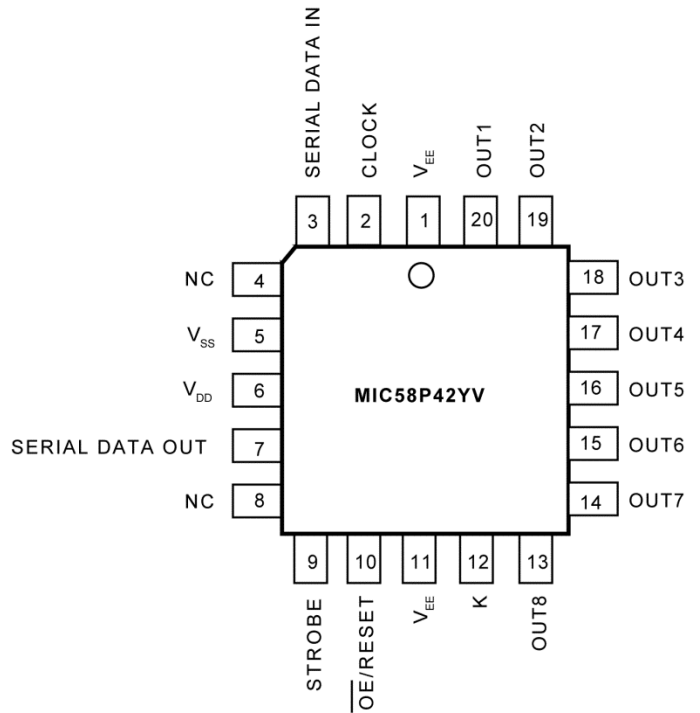 SERIAL DATA IN
CLOCK
VEE
OUT1
OUT2
3
2
1
20
19
NC
4
18
OUT3
VSS
5
17
OUT4
VDD
6
MIC58P42YV
16
OUT5
SERIAL DATA OUT
7
15
OUT6
NC
8
14
OUT7
9
10
11
12
13
STROBE
OE/RESET
VEE
K
OUT8